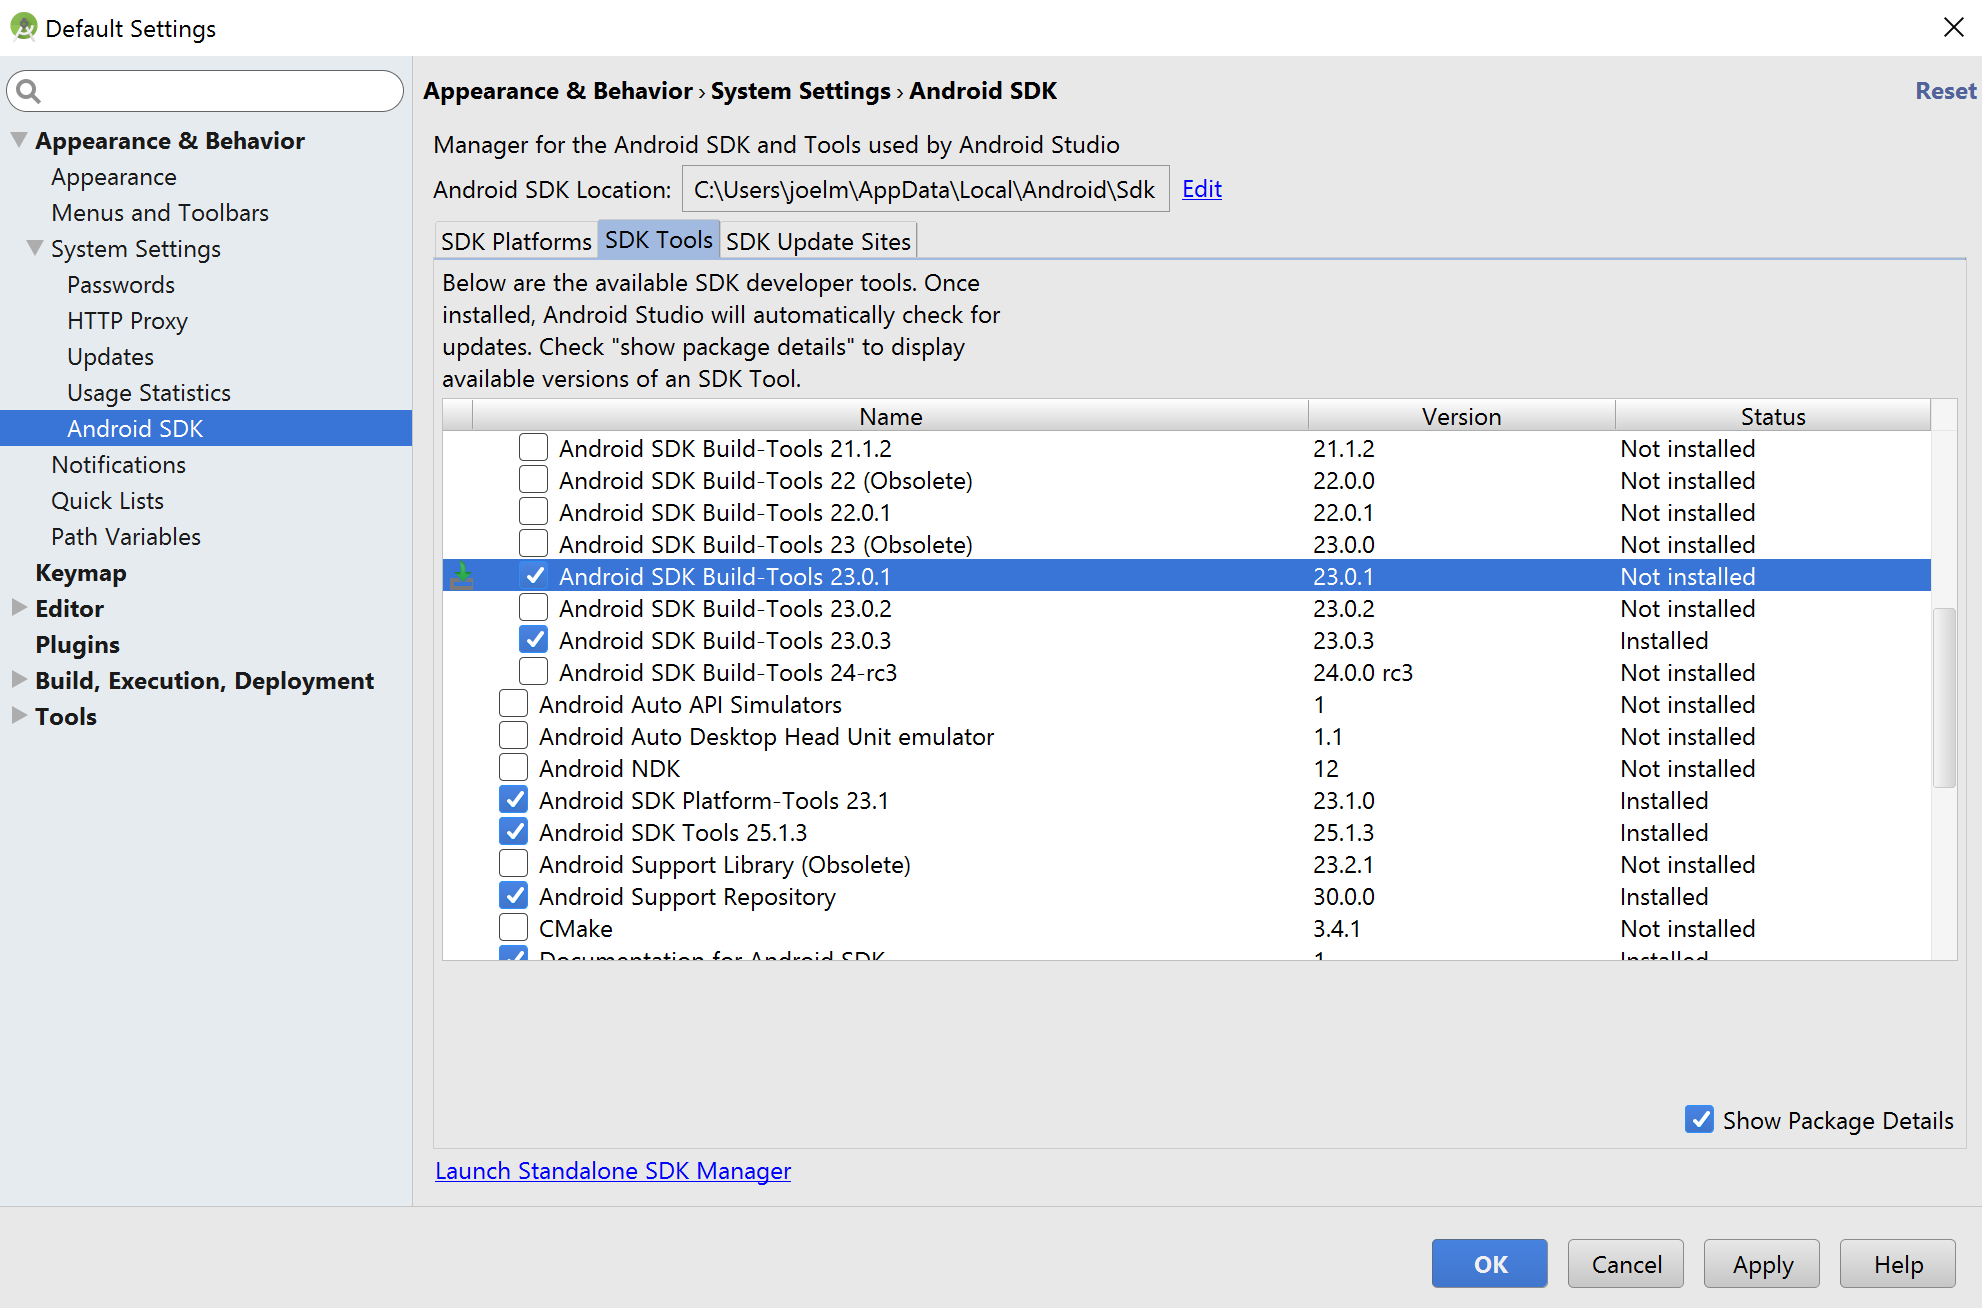 Default Settings
Appearance & Behavior
Appearance
Menus and Toolbars
System Settings
Passwords
HTTP Proxy
Updates
Usage Statistics
Android SDK
Notifications
Quick Lists
Path Variables
Keymap
Editor
Plugins
Build, Execution, Deployment
Tools
Appearance & Behavior › System Settings › Android SDK
Reset
Manager for the Android SDK and Tools used by Android Studio
Android SDK Location: C:\Users\joelm\AppData\Local\Android\Sdk Edit
SDK Platforms SDK Tools SDK Update Sites
Below are the available SDK developer tools. Once
installed, Android Studio will automatically check for
updates. Check "show package details" to display
available versions of an SDK Tool.
Name Version Status
Android SDK Build-Tools 21.1.2 21.1.2 Not installed
Android SDK Build-Tools 22 (Obsolete) 22.0.0 Not installed
Android SDK Build-Tools 22.0.1 22.0.1 Not installed
Android SDK Build-Tools 23 (Obsolete) 23.0.0 Not installed
Android SDK Build-Tools 23.0.1 23.0.1 Not installed
Android SDK Build-Tools 23.0.2 23.0.2 Not installed
Android SDK Build-Tools 23.0.3 23.0.3 Installed
Android SDK Build-Tools 24-rc3 24.0.0 rc3 Not installed
Android Auto API Simulators 1 Not installed
Android Auto Desktop Head Unit emulator 1.1 Not installed
Android NDK 12 Not installed
Android SDK Platform-Tools 23.1 23.1.0 Installed
Android SDK Tools 25.1.3 25.1.3 Installed
Android Support Library (Obsolete) 23.2.1 Not installed
Android Support Repository 30.0.0 Installed
CMake 3.4.1 Not installed
Documentation for Android SDK 1 Installed
Show Package Details
Launch Standalone SDK Manager
OK Cancel Apply Help